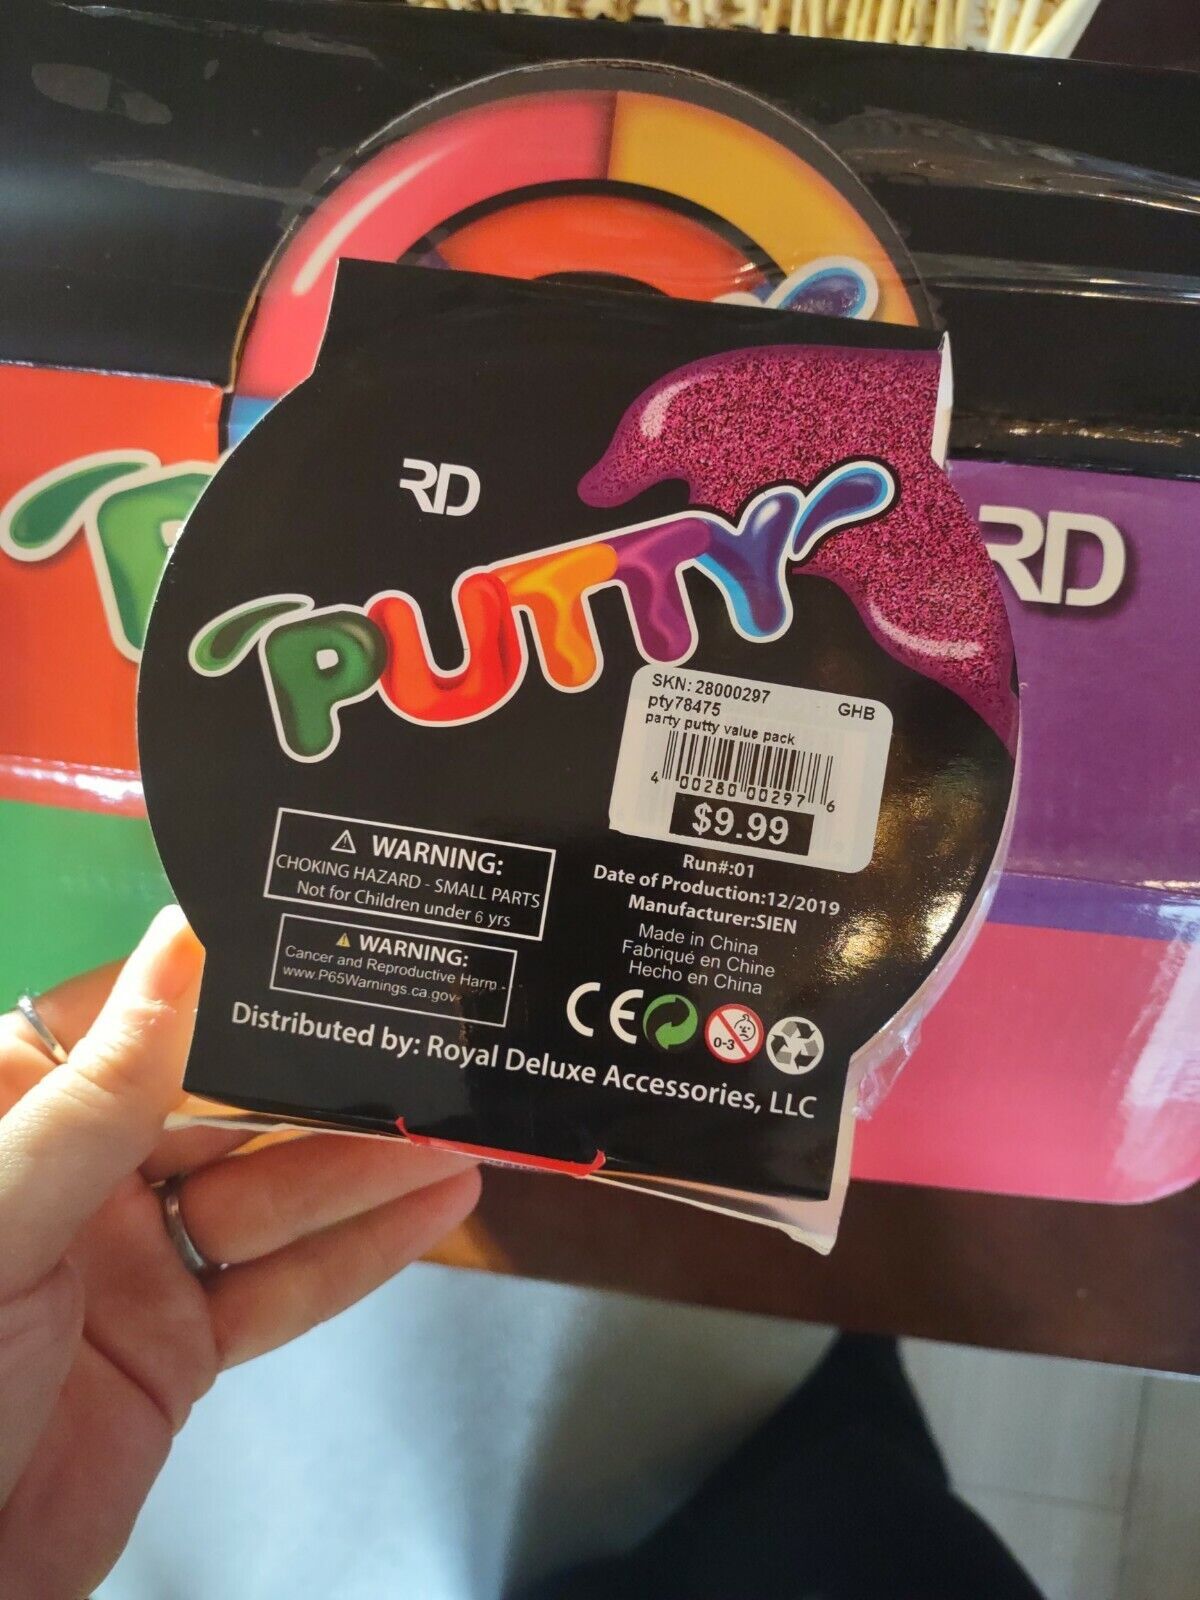 RD
PUTTY
RD
SKN: 28000297
GHB
pty78475
party putty value pack
4 00280 00297 6
$9.99
⚠ WARNING:
CHOKING HAZARD - SMALL PARTS
Not for Children under 6 yrs
⚠ WARNING:
Cancer and Reproductive Harm -
www.P65Warnings.ca.gov
Run#:01
Date of Production:12/2019
Manufacturer:SIEN
Made in China
Fabriqué en Chine
Hecho en China
CE
0-3
Distributed by: Royal Deluxe Accessories, LLC